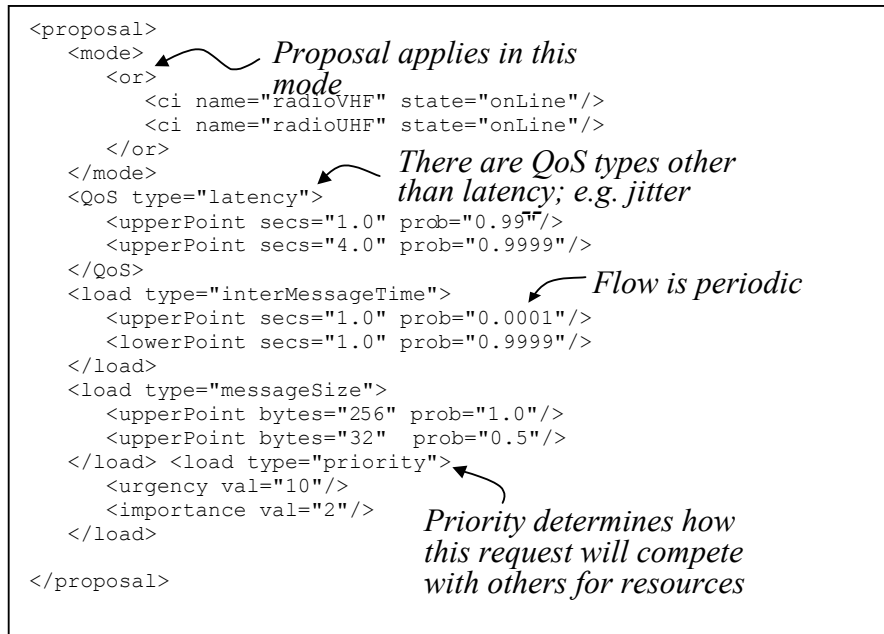 <proposal>
<mode>
Proposal applies in this
<or>
mode
<ci name="radioVHF" state="onLine"/>
<ci name="radioUHF" state="onLine"/>
</or>
There are QoS types other
</mode>
than latency; e.g. jitter
<QoS type="latency">
<upperPoint secs="1.0" prob="0.99"/>
<upperPoint secs="4.0" prob="0.9999"/>
</QoS>
Flow is periodic
<load type="interMessageTime">
<upperPoint secs="1.0" prob="0.0001"/>
<lowerPoint secs="1.0" prob="0.9999"/>
</load>
<load type="messageSize">
<upperPoint bytes="256" prob="1.0"/>
<upperPoint bytes="32"  prob="0.5"/>
</load> <load type="priority">
<urgency val="10"/>
<importance val="2"/>
</load>
Priority determines how
this request will compete
with others for resources
</proposal>